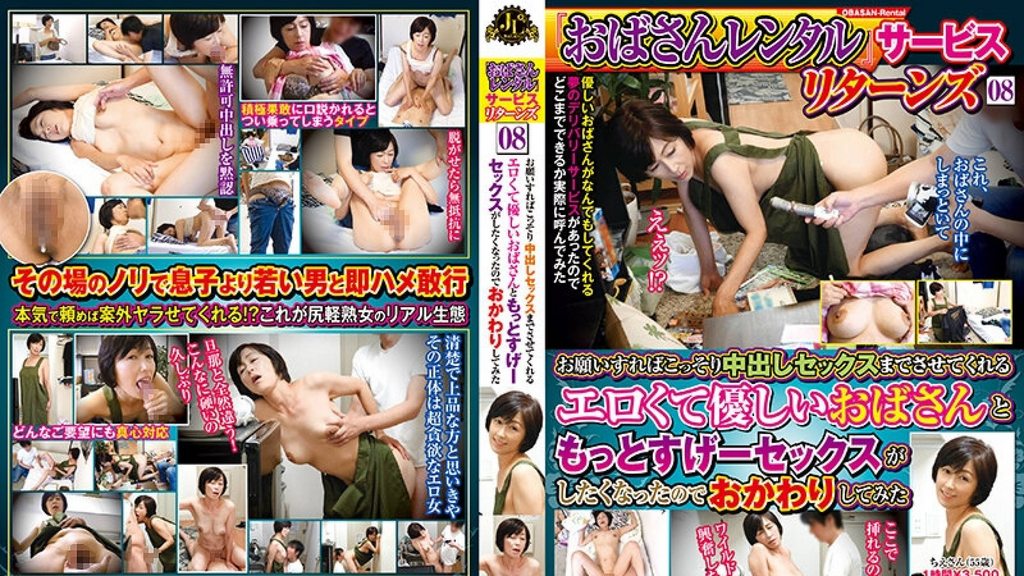 無許可中出しを黙認
積極果敢に口説かれると
つい乗ってしまうタイプ
脱がせたら無抵抗に
その場のノリで息子より若い男と即ハメ敢行
本気で頼めば案外ヤラせてくれる!?これが尻軽熟女のリアル生態
旦那と全然違う?
こんなに硬いの
久しぶり
どんなご要望にも真心対応
清楚で上品な方と思いきや
その正体は超貪欲なエロ女
おばさん
レンタル
サービス
リターンズ
08
お願いすればこっそり中出しセックスまでさせてくれる
エロくて優しいおばさんともっとすげー
セックスがしたくなったのでおかわりしてみた
OBASAN-Rental
『おばさんレンタル』サービス
リターンズ 08
優しいおばさんがなんでもしてくれる
夢のデリバリーサービスがあったので
どこまでできるか実際に呼んでみた
ええッ!?
これ、
おばさんの中に
しまっといて
お願いすればこっそり中出しセックスまでさせてくれる
エロくて優しいおばさんと
もっとすげーセックスが
したくなったのでおかわりしてみた
ここで
挿れるの
ちえさん(55歳)
1時間¥3,500